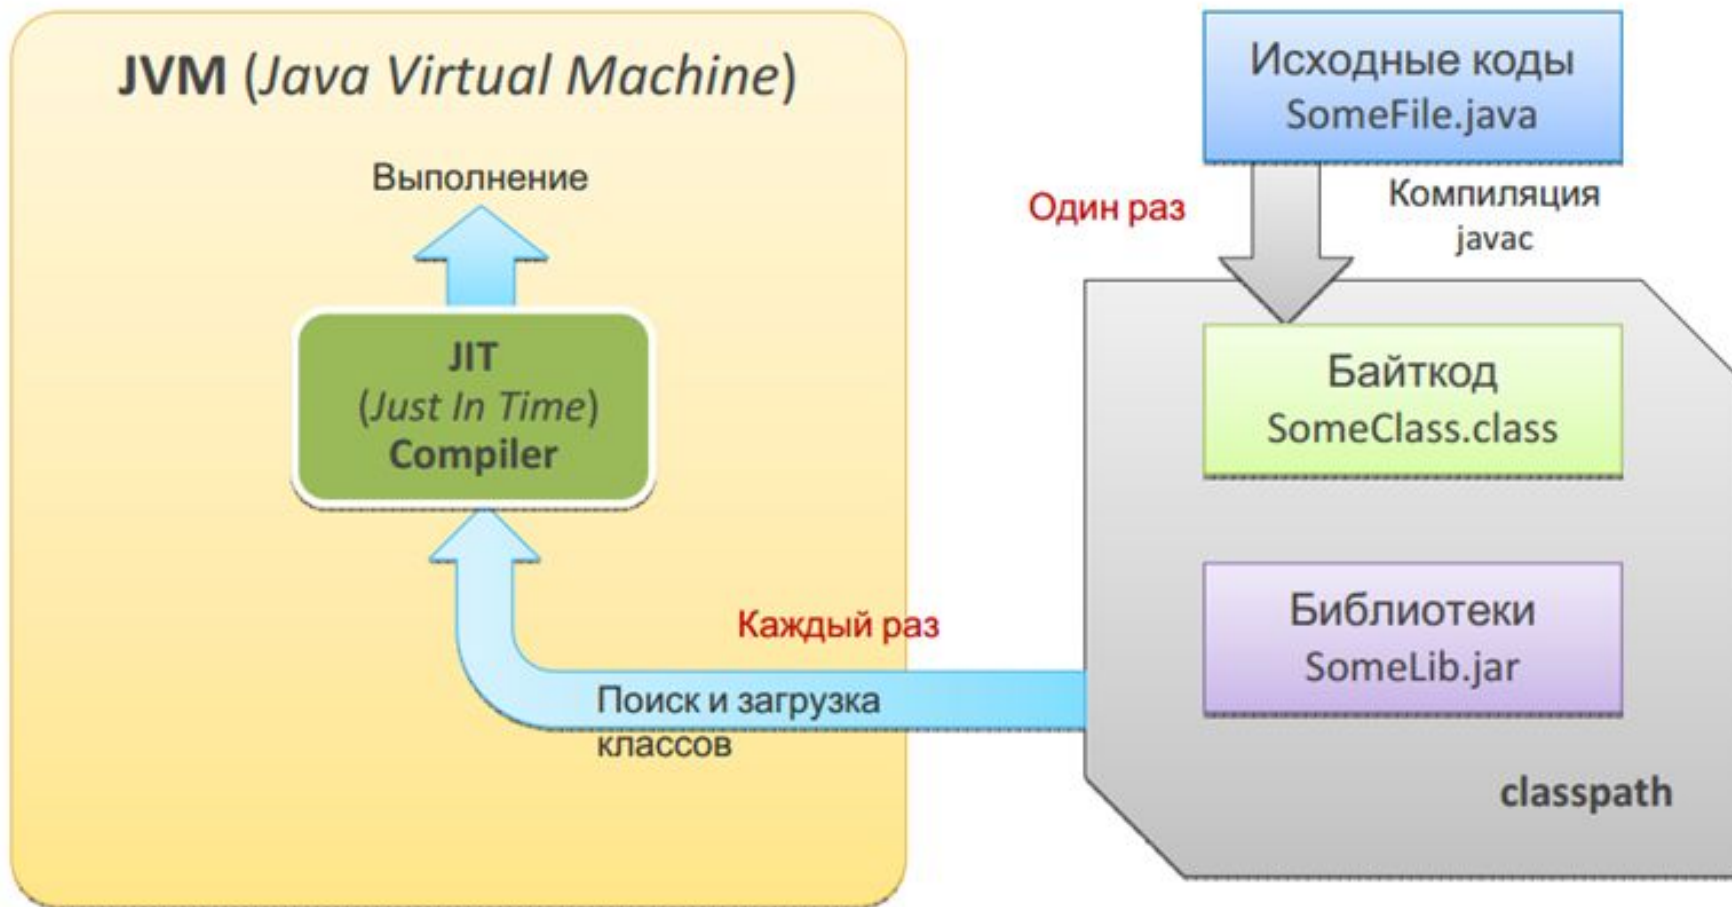 JVM (Java Virtual Machine)
Выполнение
JIT
(Just In Time)
Compiler
Каждый раз
Поиск и загрузка
классов
Исходные коды
SomeFile.java
Один раз
Компиляция
javac
Байткод
SomeClass.class
Библиотеки
SomeLib.jar
classpath